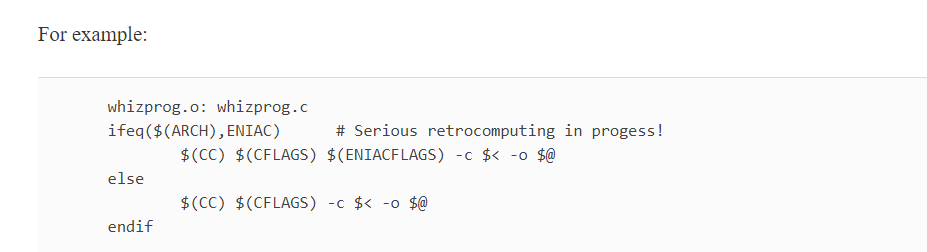 For example:
whizprog.o: whizprog.c
ifeq($(ARCH),ENIAC)      # Serious retrocomputing in progess!
        $(CC) $(CFLAGS) $(ENIACFLAGS) -c $< -o $@
else
        $(CC) $(CFLAGS) -c $< -o $@
endif